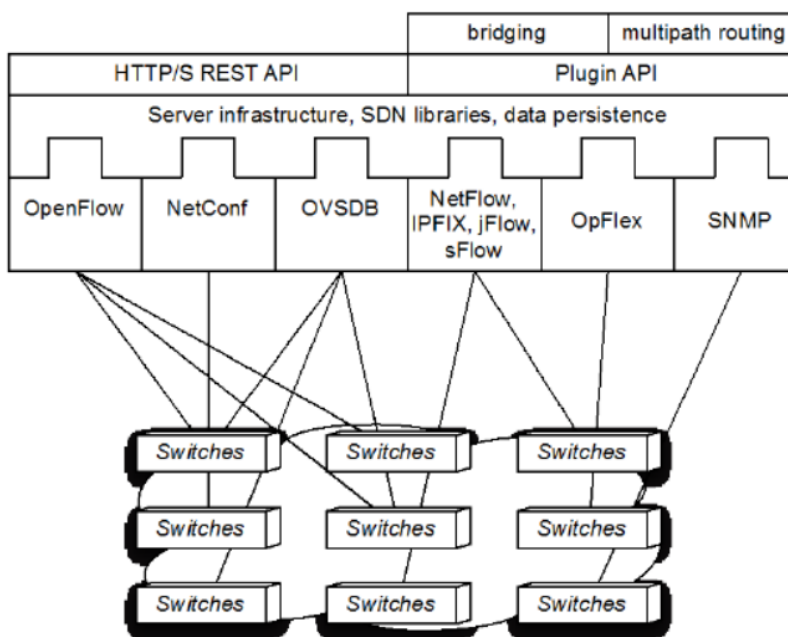 bridging
multipath routing
HTTP/S REST API
Plugin API
Server infrastructure, SDN libraries, data persistence
OpenFlow
NetConf
OVSDB
NetFlow,
IPFIX, jFlow,
sFlow
OpFlex
SNMP
Switches
Switches
Switches
Switches
Switches
Switches
Switches
Switches
Switches